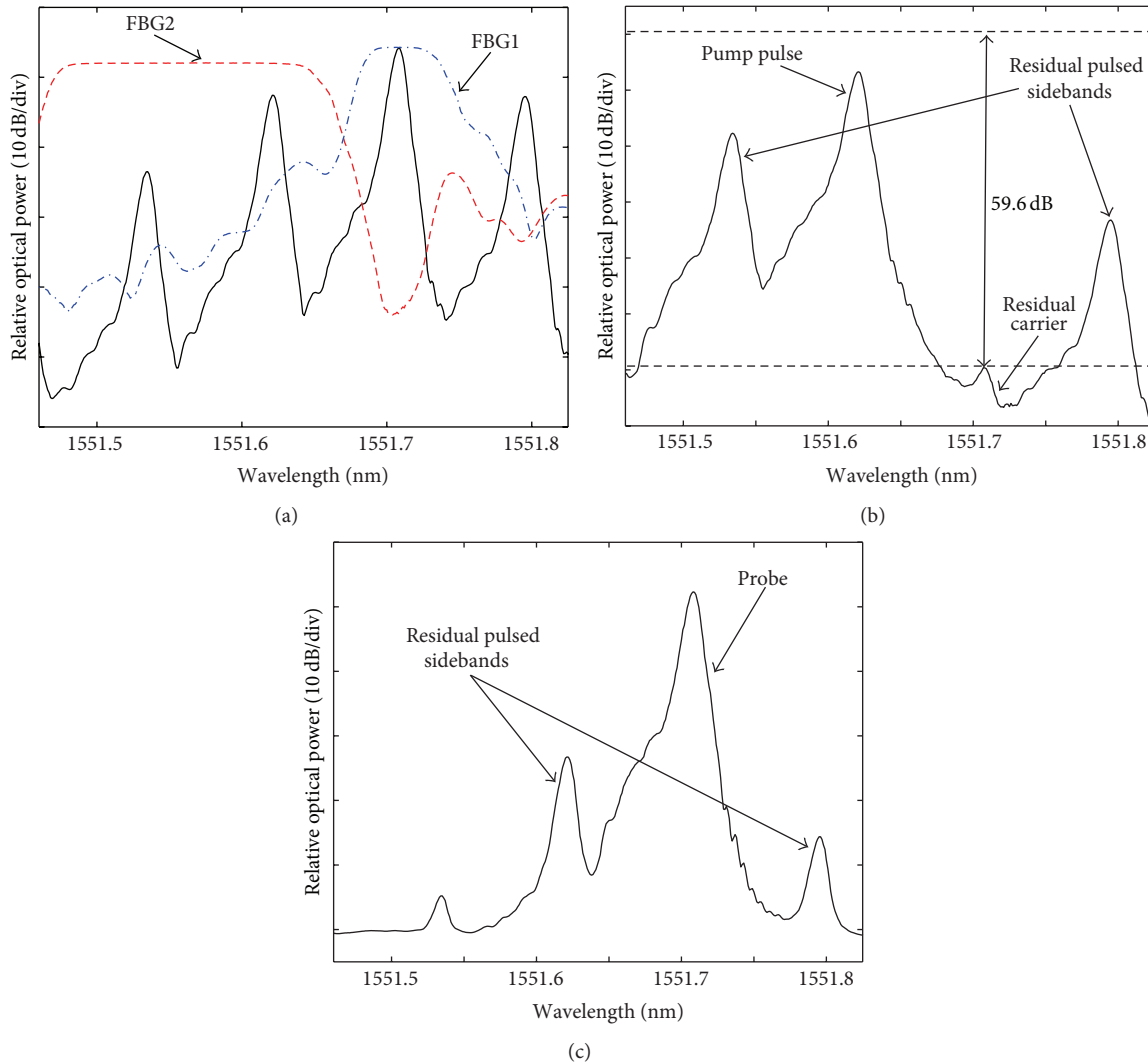 FBG2
FBG1
Relative optical power (10 dB/div)
1551.5
1551.6
1551.7
1551.8
Wavelength (nm)
(a)
Pump pulse
Residual pulsed
sidebands
59.6 dB
Residual
carrier
Relative optical power (10 dB/div)
1551.5
1551.6
1551.7
1551.8
Wavelength (nm)
(b)
Probe
Residual pulsed
sidebands
Relative optical power (10 dB/div)
1551.5
1551.6
1551.7
1551.8
Wavelength (nm)
(c)